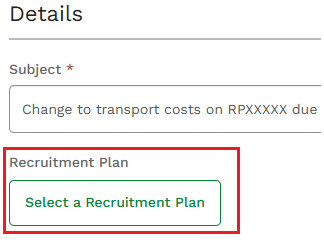 Details
Subject *
Change to transport costs on RPXXXXX due
Recruitment Plan
Select a Recruitment Plan